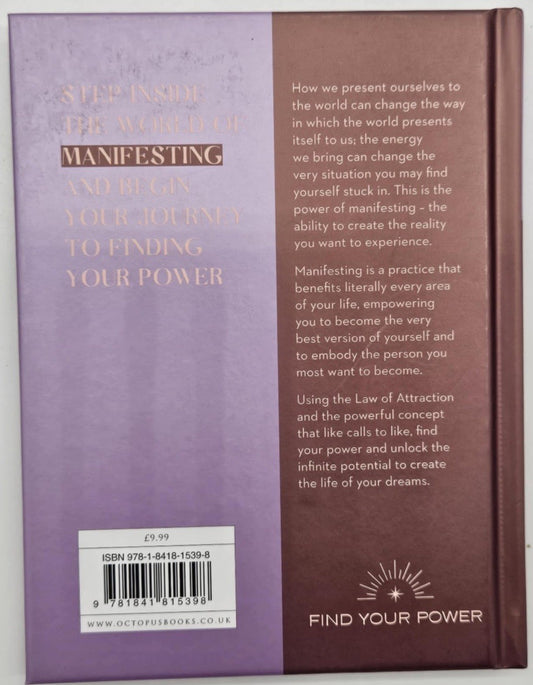 STEP INSIDE
THE WORLD OF
MANIFESTING
AND BEGIN
YOUR JOURNEY
TO FINDING
YOUR POWER
How we present ourselves to
the world can change the way
in which the world presents
itself to us; the energy
we bring can change the
very situation you may find
yourself stuck in. This is the
power of manifesting – the
ability to create the reality
you want to experience.
Manifesting is a practice that
benefits literally every area
of your life, empowering
you to become the very
best version of yourself and
to embody the person you
most want to become.
Using the Law of Attraction
and the powerful concept
that like calls to like, find
your power and unlock the
infinite potential to create
the life of your dreams.
£9.99
ISBN 978-1-8418-1539-8
9 781841 815398
WWW.OCTOPUSBOOKS.CO.UK
FIND YOUR POWER